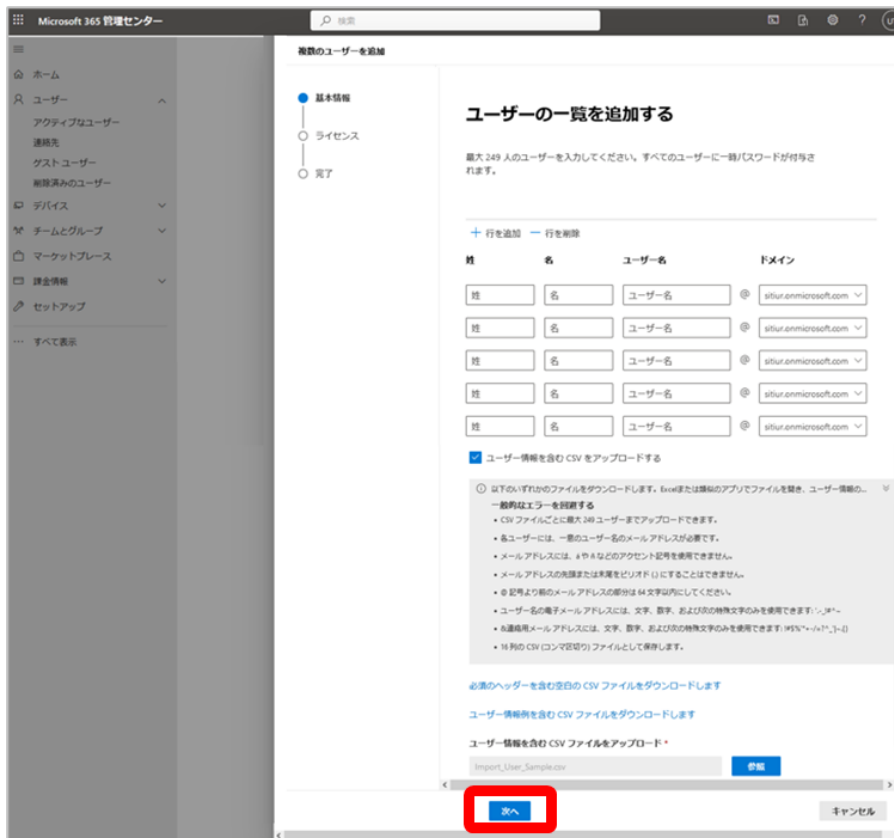 Microsoft 365 管理センター
検索
複数のユーザーを追加
ホーム
ユーザー
アクティブなユーザー
連絡先
ゲスト ユーザー
削除済みのユーザー
デバイス
チームとグループ
マーケットプレース
課金情報
セットアップ
すべて表示
基本情報
ライセンス
完了
ユーザーの一覧を追加する
最大 249 人のユーザーを入力してください。すべてのユーザーに一時パスワードが付与さ
れます。
行を追加 行を削除
姓 名 ユーザー名 ドメイン
姓 名 ユーザー名 @ sitiur.onmicrosoft.com
姓 名 ユーザー名 @ sitiur.onmicrosoft.com
姓 名 ユーザー名 @ sitiur.onmicrosoft.com
姓 名 ユーザー名 @ sitiur.onmicrosoft.com
姓 名 ユーザー名 @ sitiur.onmicrosoft.com
ユーザー情報を含む CSV をアップロードする
以下のいずれかのファイルをダウンロードします。Excelまたは類似のアプリでファイルを開き、ユーザー情報の...
一般的なエラーを回避する
• CSV ファイルごとに最大 249 ユーザーまでアップロードできます。
• 各ユーザーには、一意のユーザー名のメール アドレスが必要です。
• メール アドレスには、 や などのアクセント記号を使用できません。
• メール アドレスの先頭または末尾をピリオド (.) にすることはできません。
• @ 記号より前のメール アドレスの部分は 64 文字以内にしてください。
• ユーザー名の電子メール アドレスには、文字、数字、および次の特殊文字のみを使用できます:
• &連絡用メール アドレスには、文字、数字、および次の特殊文字のみを使用できます:
• 16 列の CSV (コンマ区切り) ファイルとして保存します。
必須のヘッダーを含む空白の CSV ファイルをダウンロードします
ユーザー情報例を含む CSV ファイルをダウンロードします
ユーザー情報を含む CSV ファイルをアップロード *
Import_User_Sample.csv 参照
次へ キャンセル